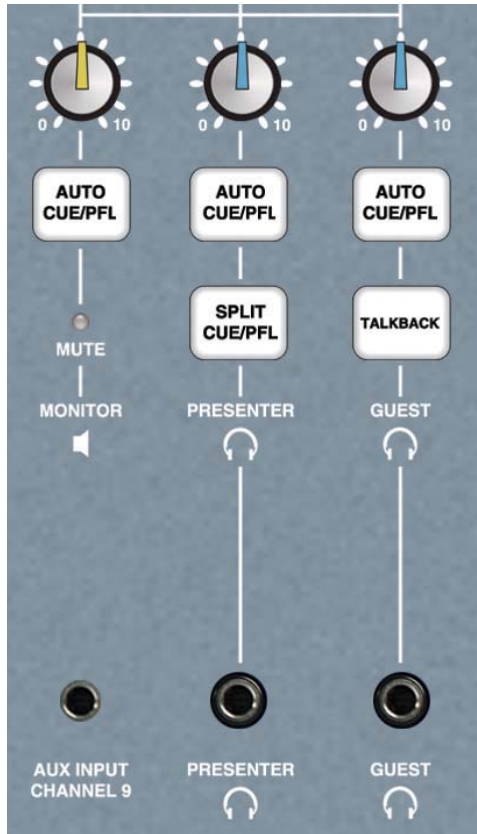 0 10 0 10 0 10
AUTO
CUE/PFL
AUTO
CUE/PFL
AUTO
CUE/PFL
SPLIT
CUE/PFL
TALKBACK
MUTE
MONITOR
PRESENTER
GUEST
AUX INPUT
CHANNEL 9
PRESENTER
GUEST